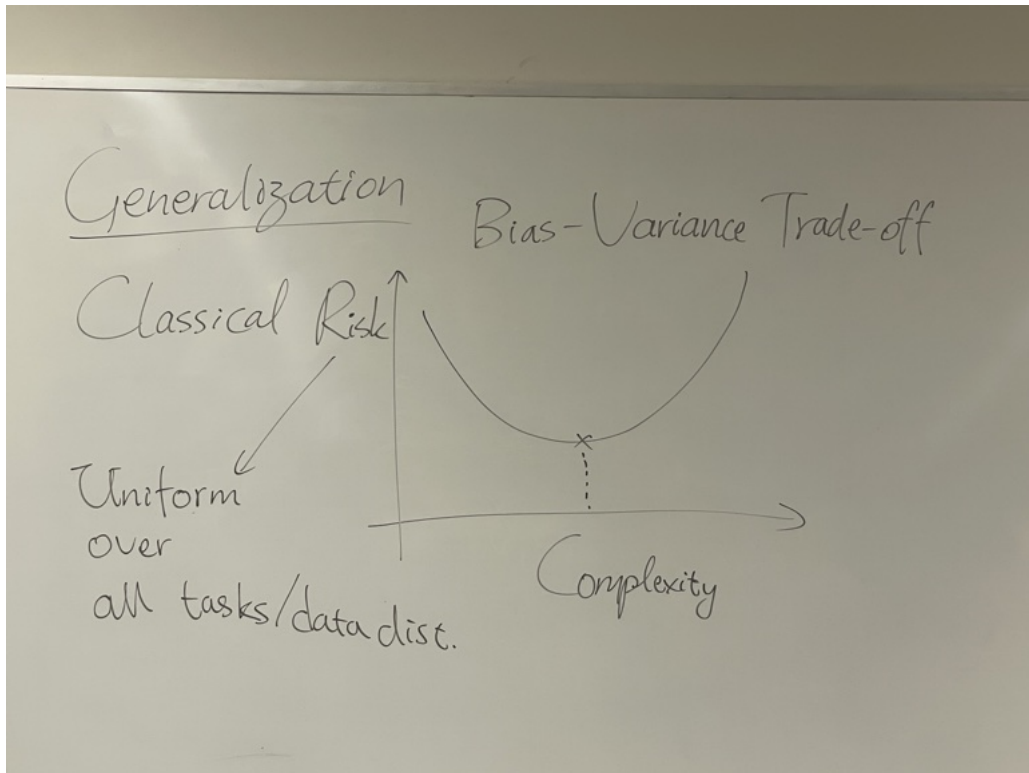 Generalization
Bias-Variance Trade-off
Classical Risk
Uniform
over
all tasks/data dist.
Complexity